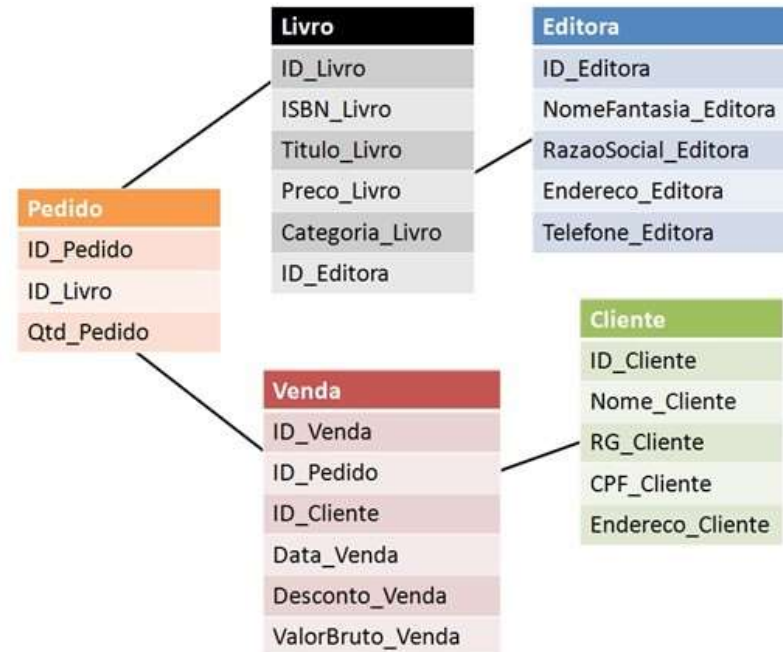 Livro
ID_Livro
ISBN_Livro
Titulo_Livro
Preco_Livro
Categoria_Livro
ID_Editora
Editora
ID_Editora
NomeFantasia_Editora
RazaoSocial_Editora
Endereco_Editora
Telefone_Editora
Pedido
ID_Pedido
ID_Livro
Qtd_Pedido
Venda
ID_Venda
ID_Pedido
ID_Cliente
Data_Venda
Desconto_Venda
ValorBruto_Venda
Cliente
ID_Cliente
Nome_Cliente
RG_Cliente
CPF_Cliente
Endereco_Cliente